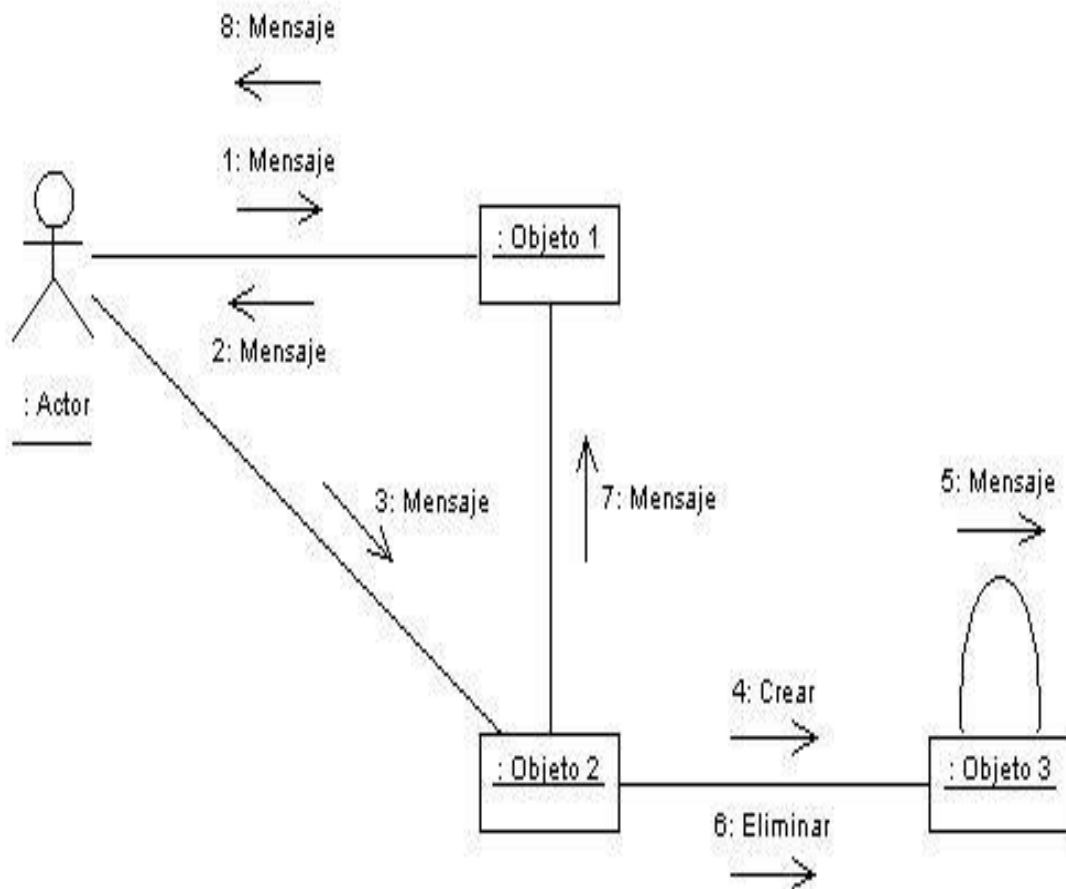 8: Mensaje
1: Mensaje
: Objeto 1
2: Mensaje
: Actor
3: Mensaje
7: Mensaje
5: Mensaje
4: Crear
: Objeto 2
: Objeto 3
6: Eliminar